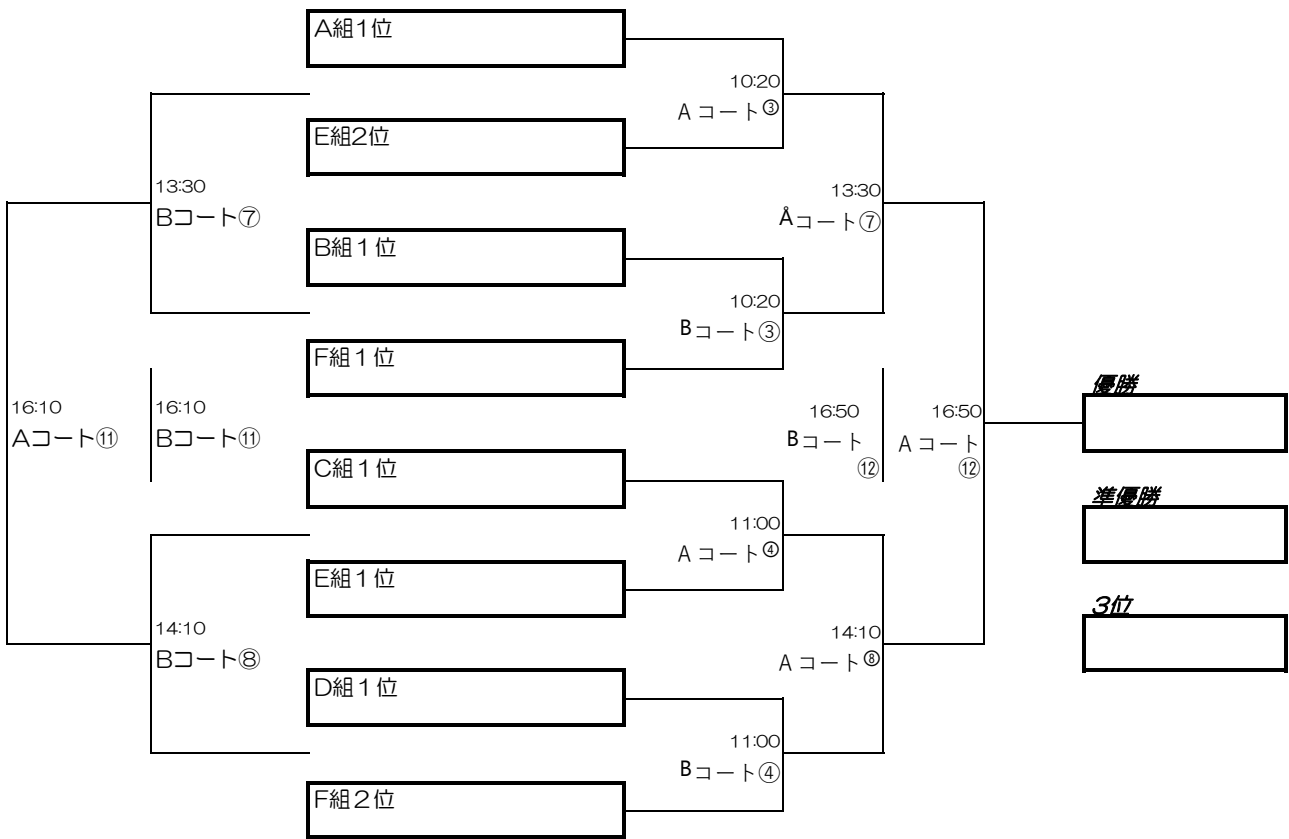 A組1位
10:20
Aコート③
E組2位
13:30
Bコート⑦
13:30
Åコート⑦
B組１位
10:20
Bコート③
F組１位
優勝
16:10
Aコート⑪
16:10
Bコート⑪
16:50
Bコート
⑫
16:50
Aコート
⑫
C組１位
準優勝
11:00
Aコート④
E組１位
3位
14:10
Bコート⑧
14:10
Aコート⑧
D組１位
11:00
Bコート④
F組２位